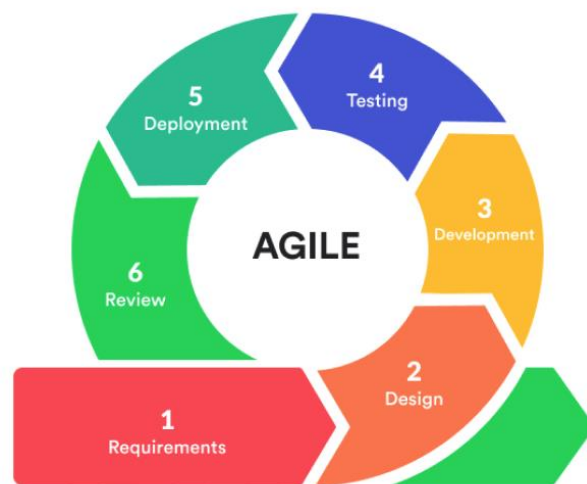 AGILE
1
Requirements
2
Design
3
Development
4
Testing
5
Deployment
6
Review